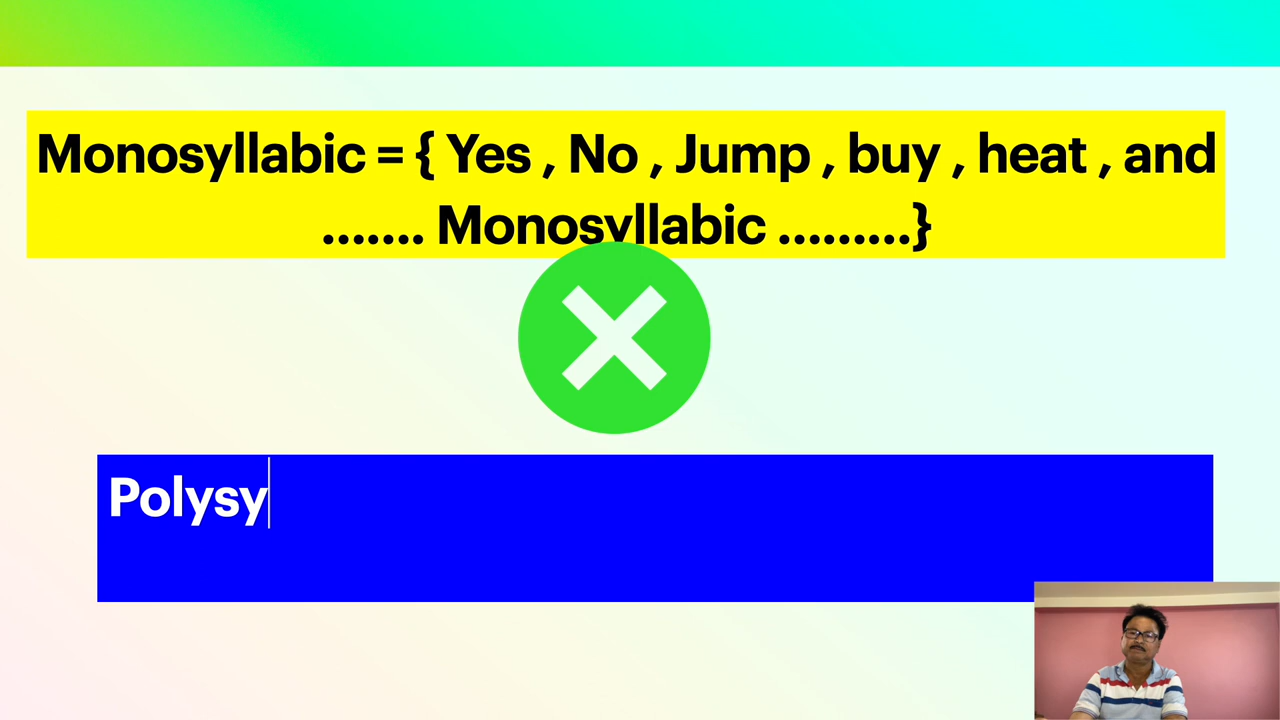 Monosyllabic = { Yes , No , Jump , buy , heat , and
....... Monosyllabic .........}
Polysy